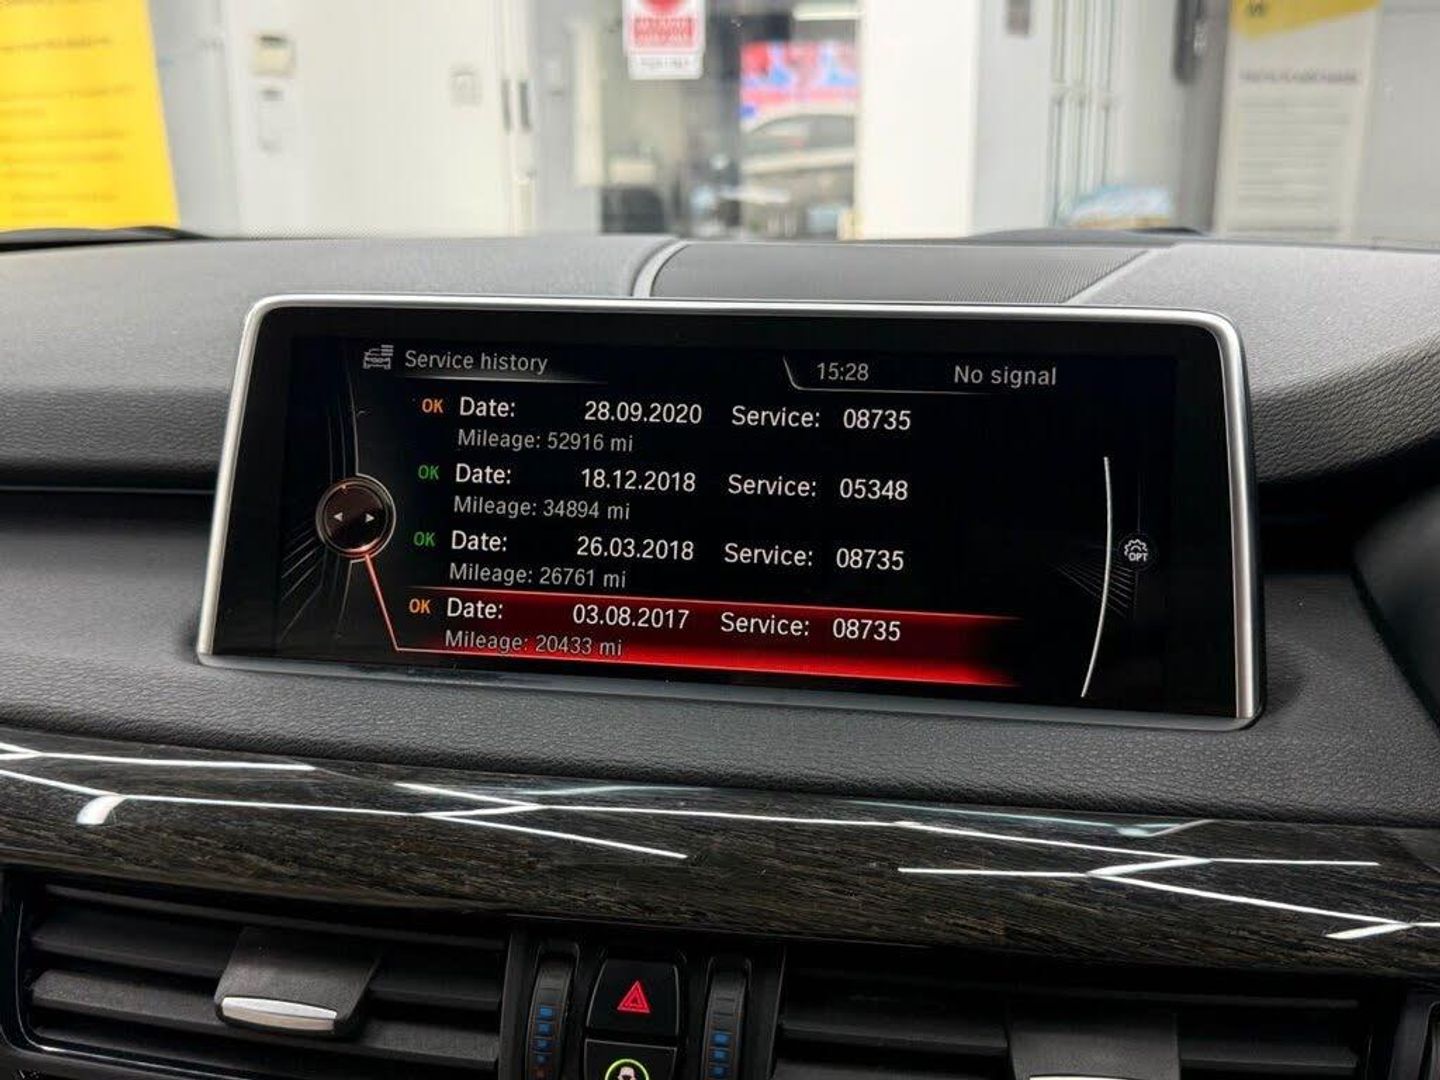 Service history 15:28 No signal
OK Date: 28.09.2020 Service: 08735
Mileage: 52916 mi
OK Date: 18.12.2018 Service: 05348
Mileage: 34894 mi
OK Date: 26.03.2018 Service: 08735
Mileage: 26761 mi
OPT
OK Date: 03.08.2017 Service: 08735
Mileage: 20433 mi